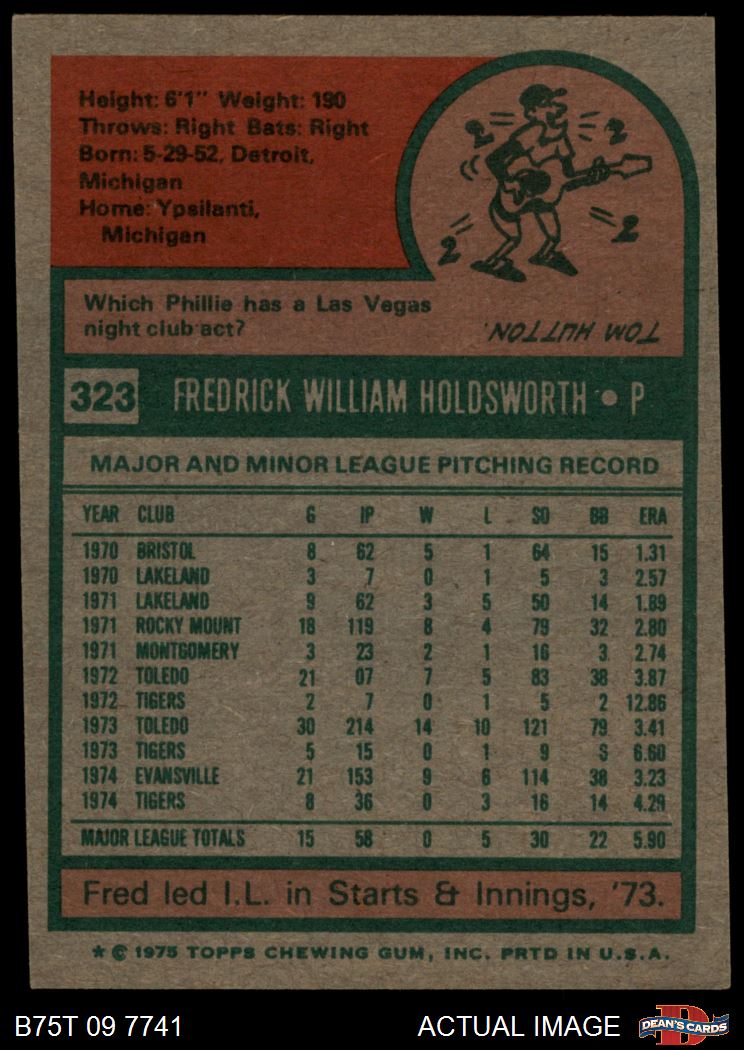 Height: 6'1" Weight: 190
Throws: Right Bats: Right
Born: 5-29-52, Detroit,
Michigan
Home: Ypsilanti,
Michigan
2 2
2 2
Which Phillie has a Las Vegas
night club act?
TOM HUTTON.
323 FREDRICK WILLIAM HOLDSWORTH • P
MAJOR AND MINOR LEAGUE PITCHING RECORD
YEAR CLUB G IP W L SO BB ERA
1970 BRISTOL 8 62 5 1 64 15 1.31
1970 LAKELAND 3 7 0 1 5 3 2.57
1971 LAKELAND 9 62 3 5 50 14 1.89
1971 ROCKY MOUNT 18 119 8 4 79 32 2.80
1971 MONTGOMERY 3 23 2 1 16 3 2.74
1972 TOLEDO 21 07 7 5 83 38 3.87
1972 TIGERS 2 7 0 1 5 2 12.86
1973 TOLEDO 30 214 14 10 121 79 3.41
1973 TIGERS 5 15 0 1 9 6.60
1974 EVANSVILLE 21 153 9 6 114 38 3.23
1974 TIGERS 8 36 0 3 16 14 4.29
MAJOR LEAGUE TOTALS 15 58 0 5 30 22 5.90
Fred led I.L. in Starts & Innings, '73.
* © 1975 TOPPS CHEWING GUM, INC. PRTD IN U.S.A.
B75T 09 7741 ACTUAL IMAGE D DEAN'S CARDS